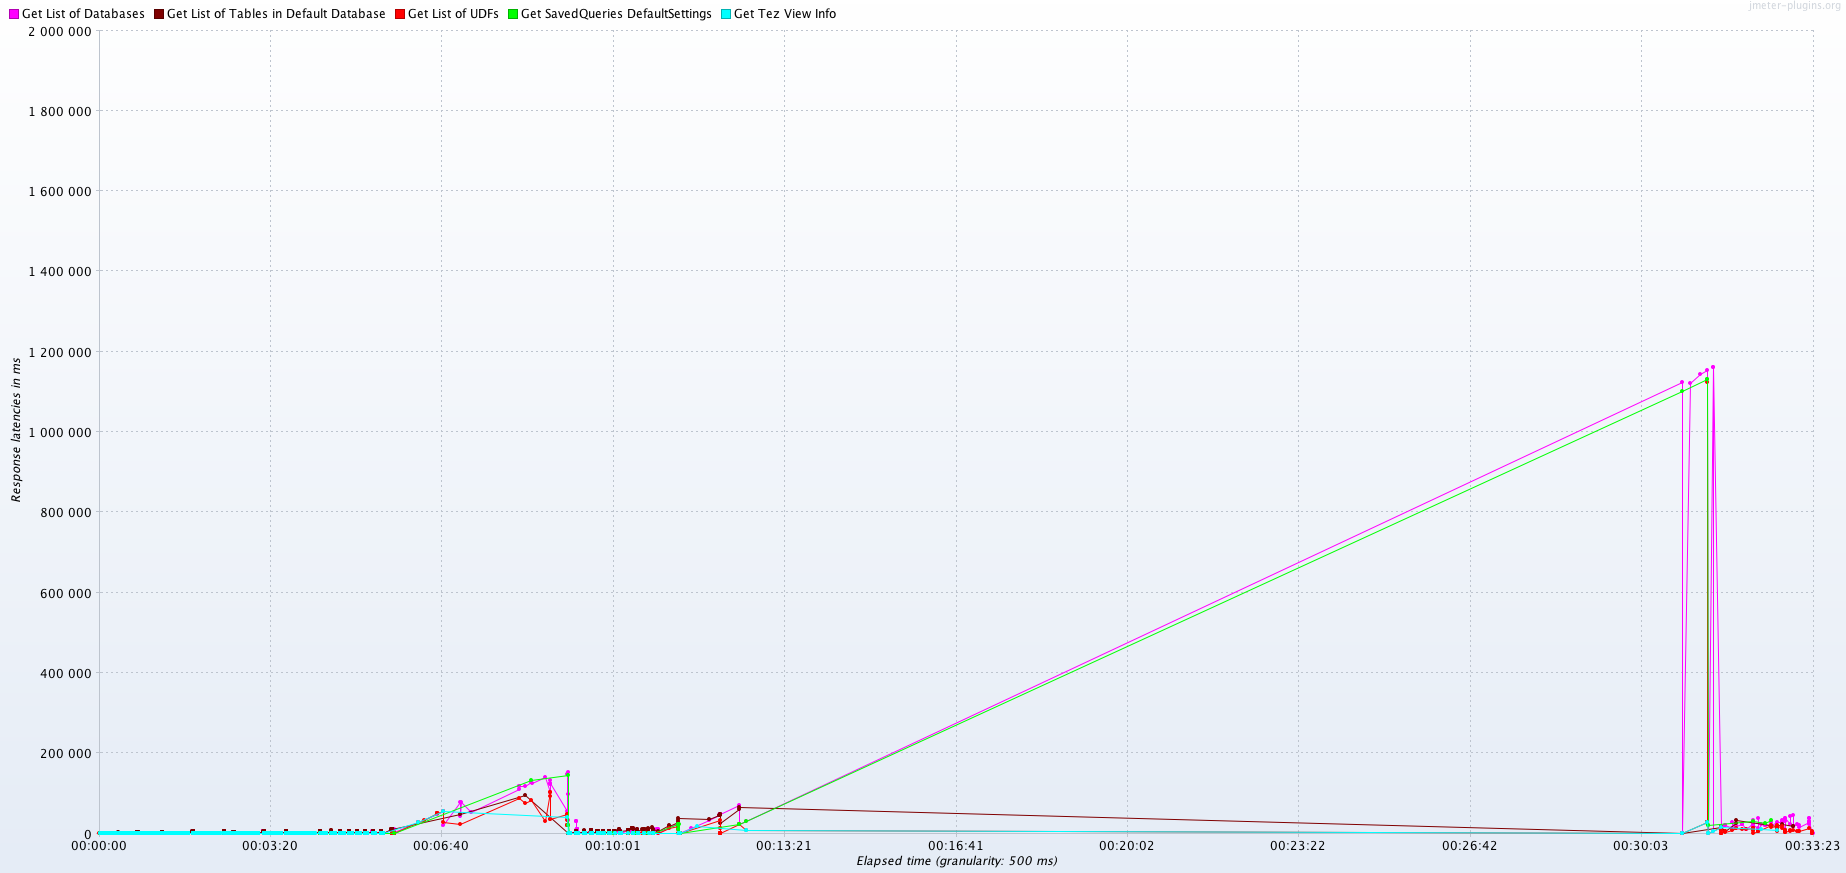 jmeter-plugins.org
Get List of Databases Get List of Tables in Default Database Get List of UDFs Get SavedQueries DefaultSettings Get Tez View Info
2 000 000
1 800 000
1 600 000
1 400 000
1 200 000
1 000 000
800 000
600 000
400 000
200 000
0
Response latencies in ms
00:00:00 00:03:20 00:06:40 00:10:01 00:13:21 00:16:41 00:20:02 00:23:22 00:26:42 00:30:03 00:33:23
Elapsed time (granularity: 500 ms)